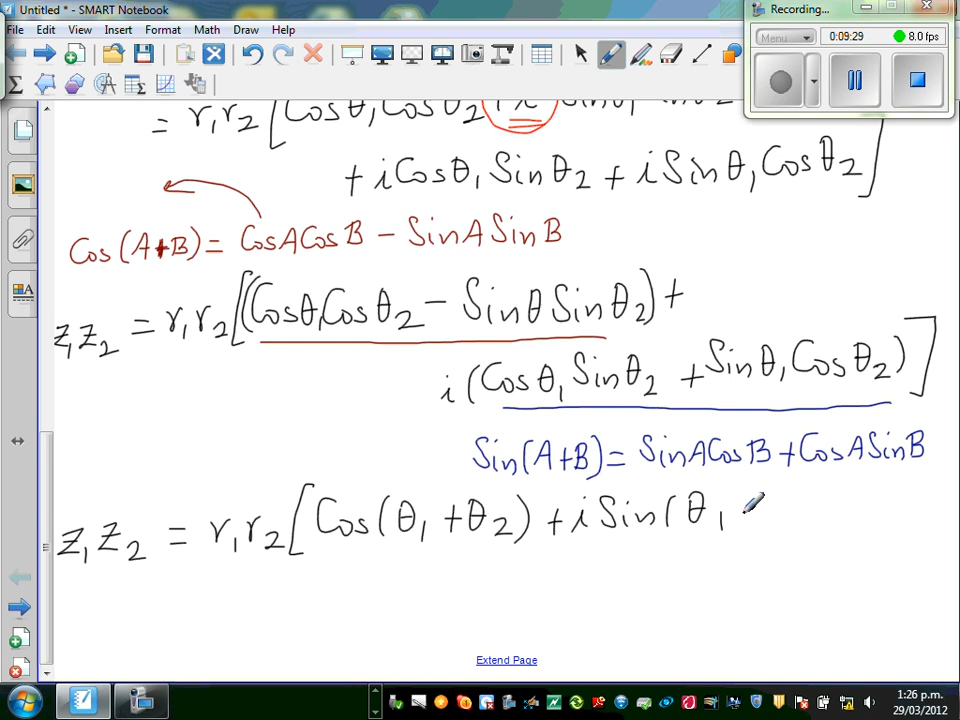 Untitled * - SMART Notebook
File Edit View Insert Format Tools Math Draw Help
Recording...
Menu 0:09:29 8.0 fps
= r₁r₂[Cosθ₁Cosθ₂ + i²
+ iCosθ₁Sinθ₂ + iSinθ₁Cosθ₂]
Cos(A+B) = CosACosB - SinASinB
z₁z₂ = r₁r₂[(Cosθ₁Cosθ₂ - SinθSinθ₂) +
i(Cosθ₁Sinθ₂ + Sinθ₁Cosθ₂)]
Sin(A+B) = SinACosB + CosASinB
z₁z₂ = r₁r₂[Cos(θ₁ + θ₂) + iSin(θ₁
Extend Page
1:26 p.m.
29/03/2012